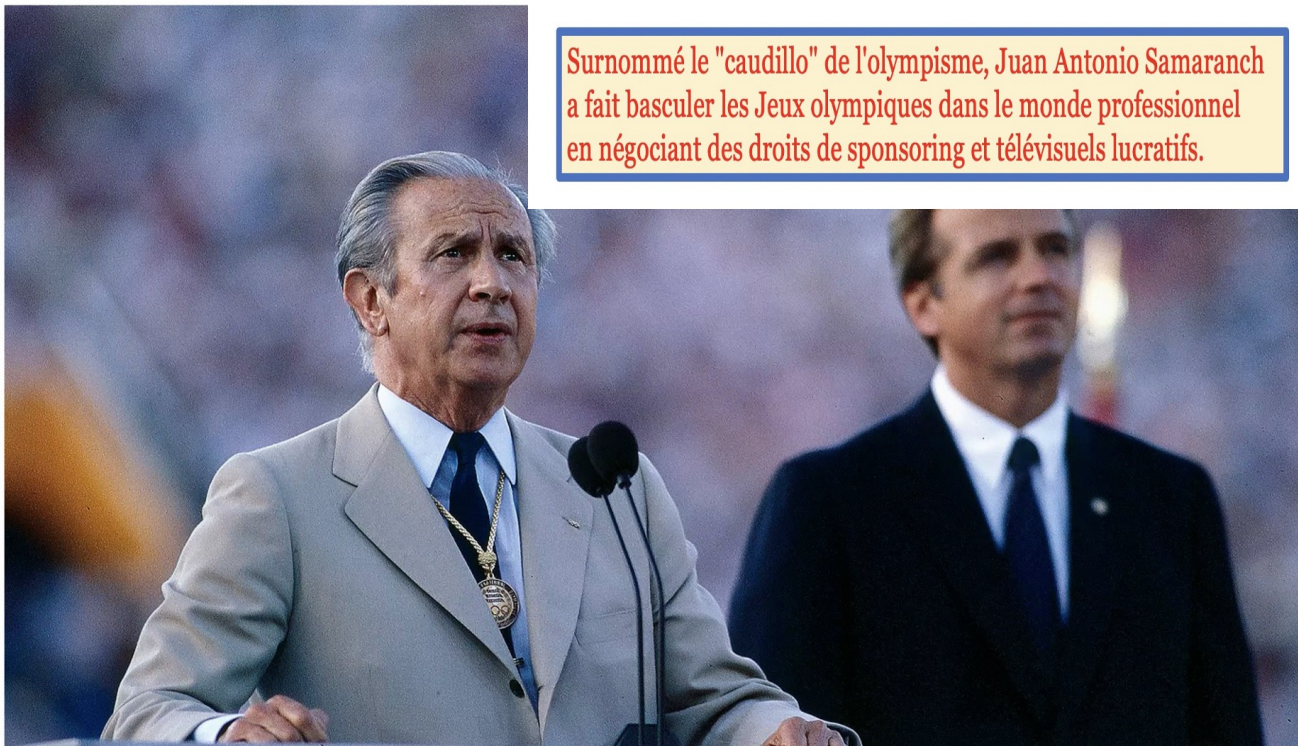 Surnommé le "caudillo" de l'olympisme, Juan Antonio Samaranch
a fait basculer les Jeux olympiques dans le monde professionnel
en négociant des droits de sponsoring et télévisuels lucratifs.